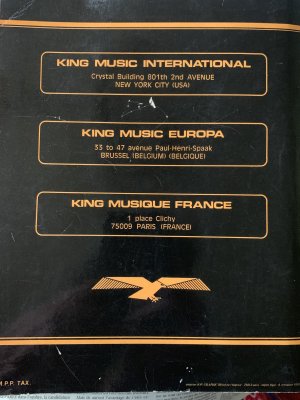 KING MUSIC INTERNATIONAL
Crystal Building 801th 2nd AVENUE
NEW YORK CITY (USA)
KING MUSIC EUROPA
33 to 47 avenue Paul-Henri-Spaak
BRUSSEL (BELGIUM) (BELGIQUE)
KING MUSIQUE FRANCE
1 place Clichy
75009 PARIS (FRANCE)
P.P. TAX.